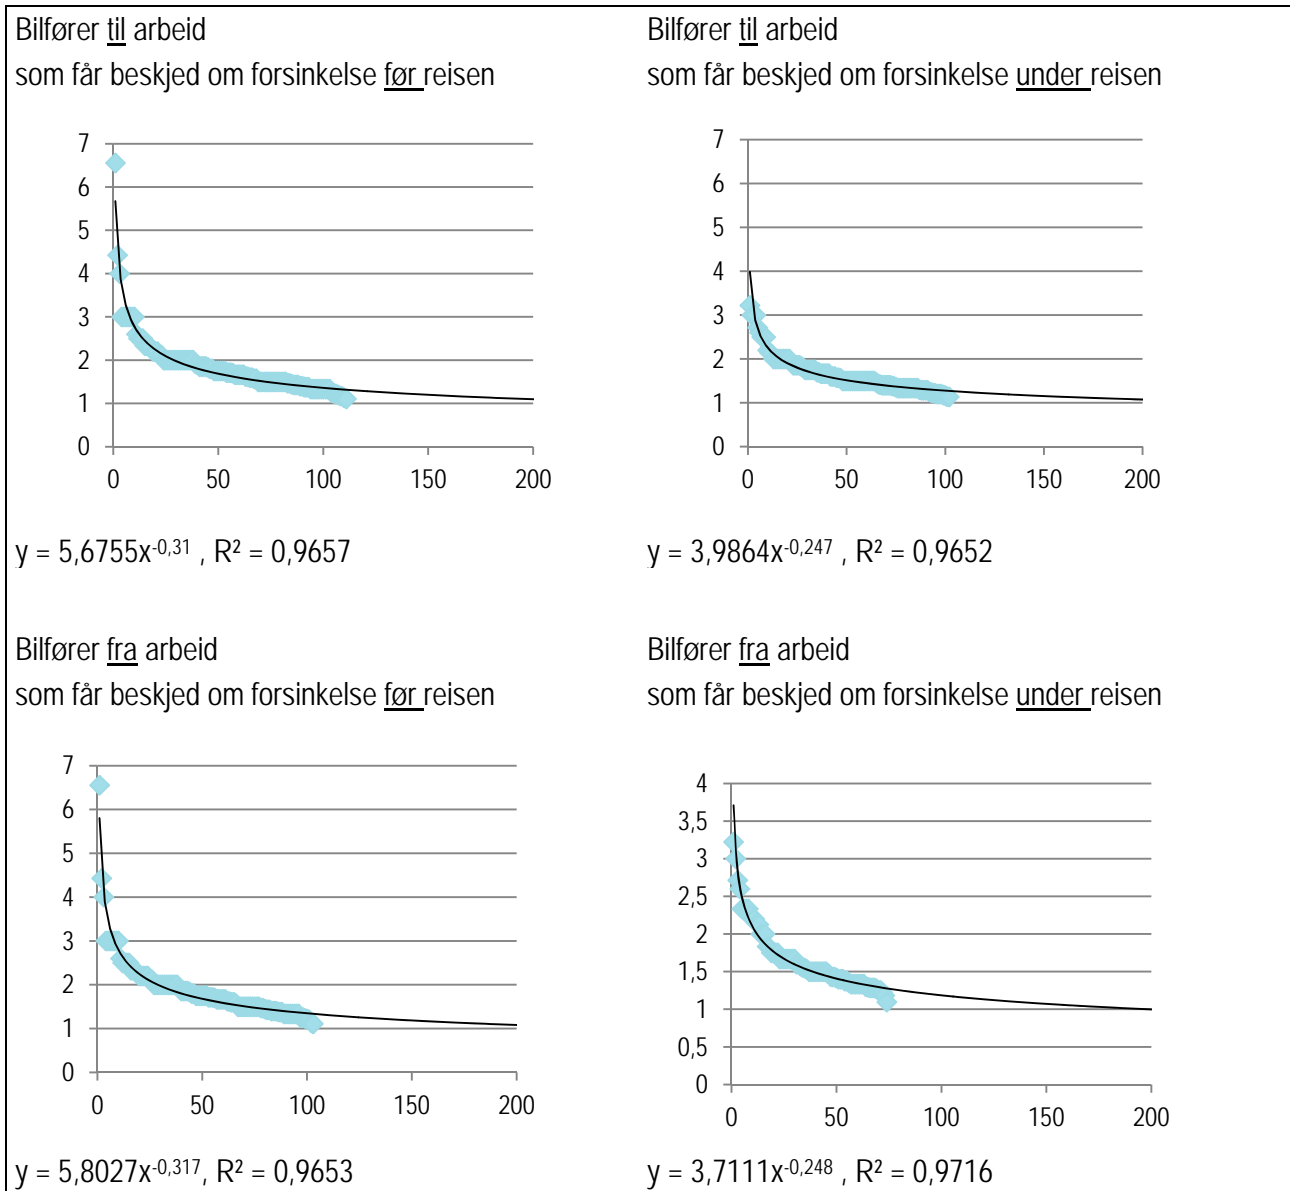 Bilfører til arbeid
som får beskjed om forsinkelse før reisen
7
6
5
4
3
2
1
0
0 50 100 150 200
y = 5,6755x^-0,31 , R² = 0,9657
Bilfører til arbeid
som får beskjed om forsinkelse under reisen
7
6
5
4
3
2
1
0
0 50 100 150 200
y = 3,9864x^-0,247 , R² = 0,9652
Bilfører fra arbeid
som får beskjed om forsinkelse før reisen
7
6
5
4
3
2
1
0
0 50 100 150 200
y = 5,8027x^-0,317, R² = 0,9653
Bilfører fra arbeid
som får beskjed om forsinkelse under reisen
4
3,5
3
2,5
2
1,5
1
0,5
0
0 50 100 150 200
y = 3,7111x^-0,248 , R² = 0,9716